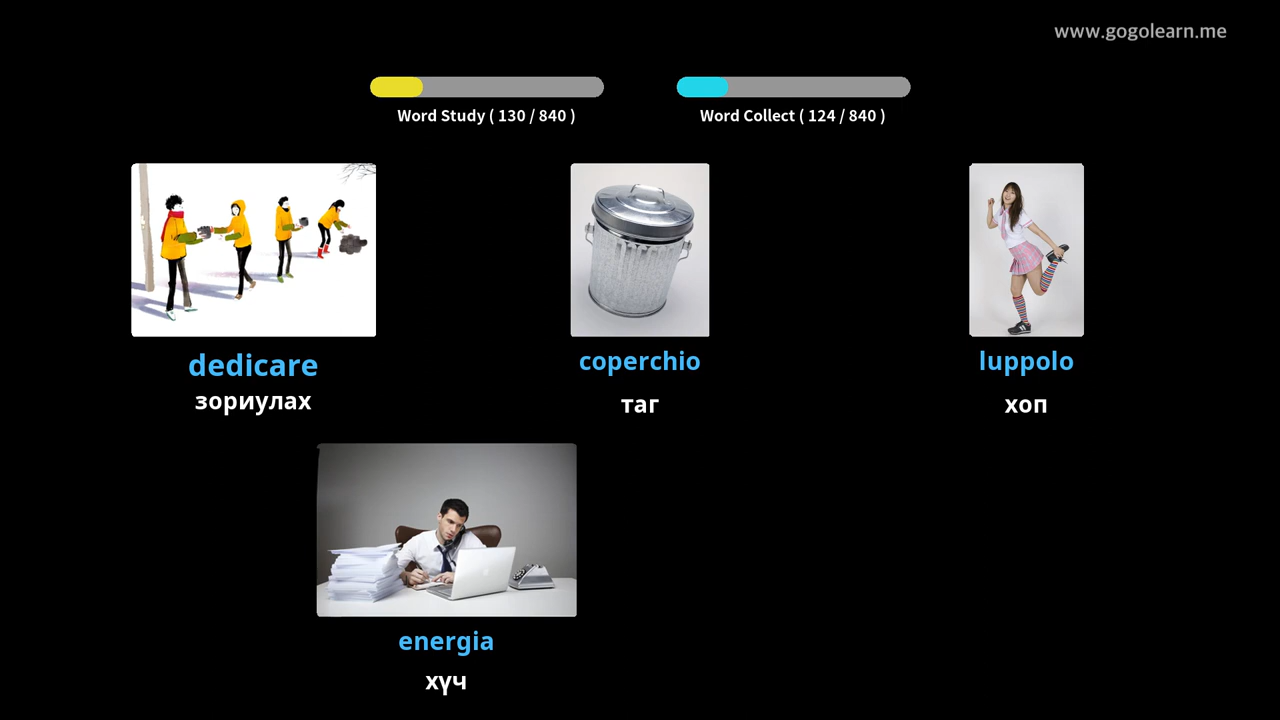 www.gogolearn.me
Word Study ( 130 / 840 )
Word Collect ( 124 / 840 )
dedicare
зориулах
coperchio
таг
luppolo
хоп
energia
хүч